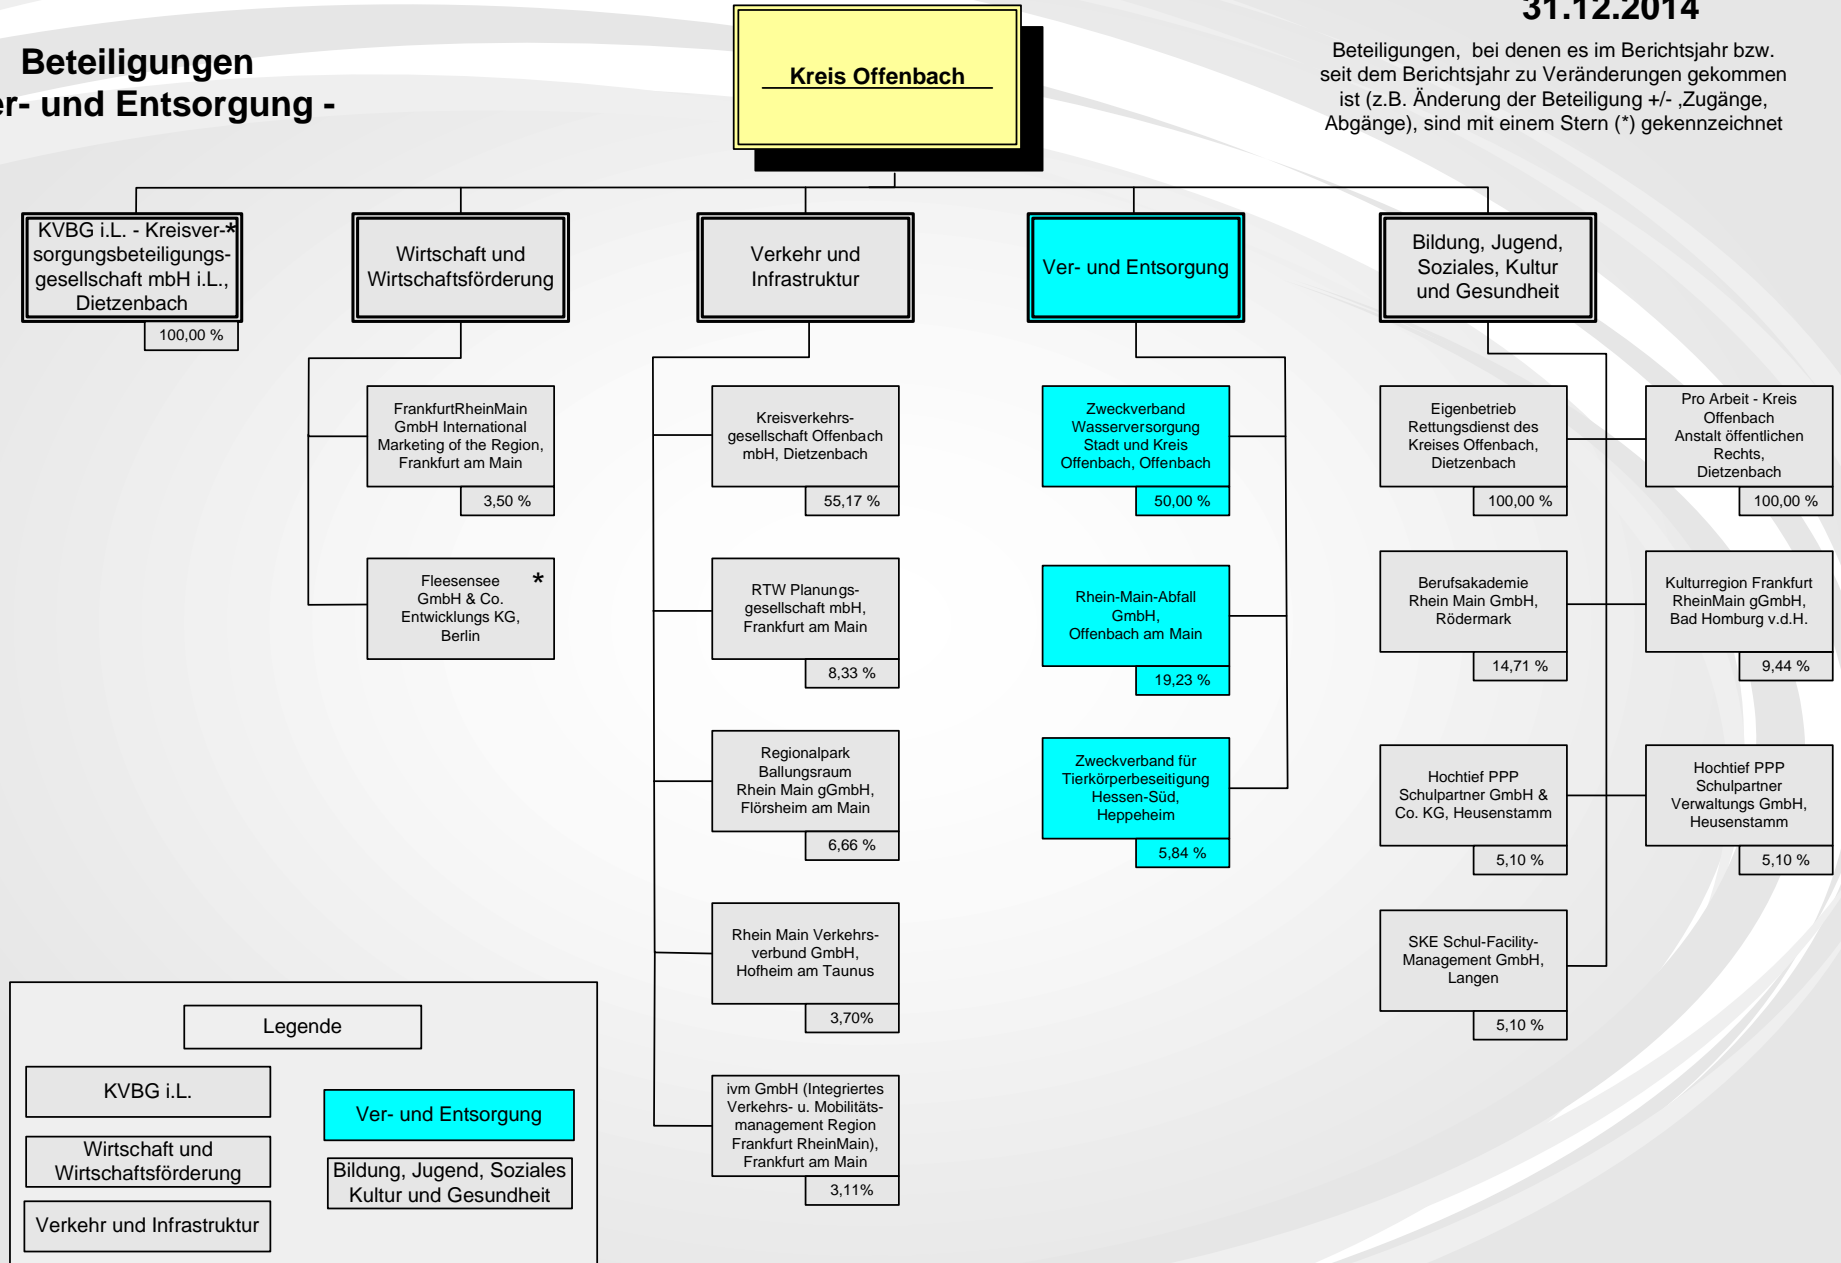 31.12.2014
Beteiligungen
er- und Entsorgung -
Kreis Offenbach
Beteiligungen, bei denen es im Berichtsjahr bzw.
seit dem Berichtsjahr zu Veränderungen gekommen
ist (z.B. Änderung der Beteiligung +/- ,Zugänge,
Abgänge), sind mit einem Stern (*) gekennzeichnet
KVBG i.L. - Kreisver-*
sorgungsbeteiligungs-
gesellschaft mbH i.L.,
Dietzenbach
100,00 %
Wirtschaft und
Wirtschaftsförderung
FrankfurtRheinMain
GmbH International
Marketing of the Region,
Frankfurt am Main
3,50 %
Fleesensee *
GmbH & Co.
Entwicklungs KG,
Berlin
Verkehr und
Infrastruktur
Kreisverkehrs-
gesellschaft Offenbach
mbH, Dietzenbach
55,17 %
RTW Planungs-
gesellschaft mbH,
Frankfurt am Main
8,33 %
Regionalpark
Ballungsraum
Rhein Main gGmbH,
Flörsheim am Main
6,66 %
Rhein Main Verkehrs-
verbund GmbH,
Hofheim am Taunus
3,70%
ivm GmbH (Integriertes
Verkehrs- u. Mobilitäts-
management Region
Frankfurt RheinMain),
Frankfurt am Main
3,11%
Ver- und Entsorgung
Zweckverband
Wasserversorgung
Stadt und Kreis
Offenbach, Offenbach
50,00 %
Rhein-Main-Abfall
GmbH,
Offenbach am Main
19,23 %
Zweckverband für
Tierkörperbeseitigung
Hessen-Süd,
Heppeheim
5,84 %
Bildung, Jugend,
Soziales, Kultur
und Gesundheit
Eigenbetrieb
Rettungsdienst des
Kreises Offenbach,
Dietzenbach
100,00 %
Pro Arbeit - Kreis
Offenbach
Anstalt öffentlichen
Rechts,
Dietzenbach
100,00 %
Berufsakademie
Rhein Main GmbH,
Rödermark
14,71 %
Kulturregion Frankfurt
RheinMain gGmbH,
Bad Homburg v.d.H.
9,44 %
Hochtief PPP
Schulpartner GmbH &
Co. KG, Heusenstamm
5,10 %
Hochtief PPP
Schulpartner
Verwaltungs GmbH,
Heusenstamm
5,10 %
SKE Schul-Facility-
Management GmbH,
Langen
5,10 %
Legende
KVBG i.L.
Wirtschaft und
Wirtschaftsförderung
Verkehr und Infrastruktur
Ver- und Entsorgung
Bildung, Jugend, Soziales
Kultur und Gesundheit